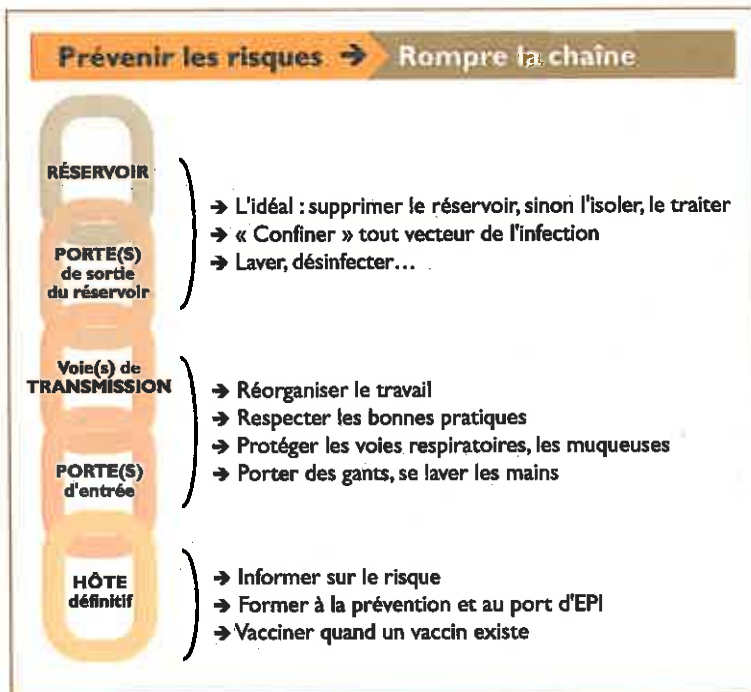 Prévenir les risques ➔ Rompre la chaîne
RÉSERVOIR
PORTE(S)
de sortie
du réservoir
➔ L'idéal : supprimer le réservoir, sinon l'isoler, le traiter
➔ « Confiner » tout vecteur de l'infection
➔ Laver, désinfecter…
Voie(s) de
TRANSMISSION
PORTE(S)
d'entrée
➔ Réorganiser le travail
➔ Respecter les bonnes pratiques
➔ Protéger les voies respiratoires, les muqueuses
➔ Porter des gants, se laver les mains
HÔTE
définitif
➔ Informer sur le risque
➔ Former à la prévention et au port d'EPI
➔ Vacciner quand un vaccin existe